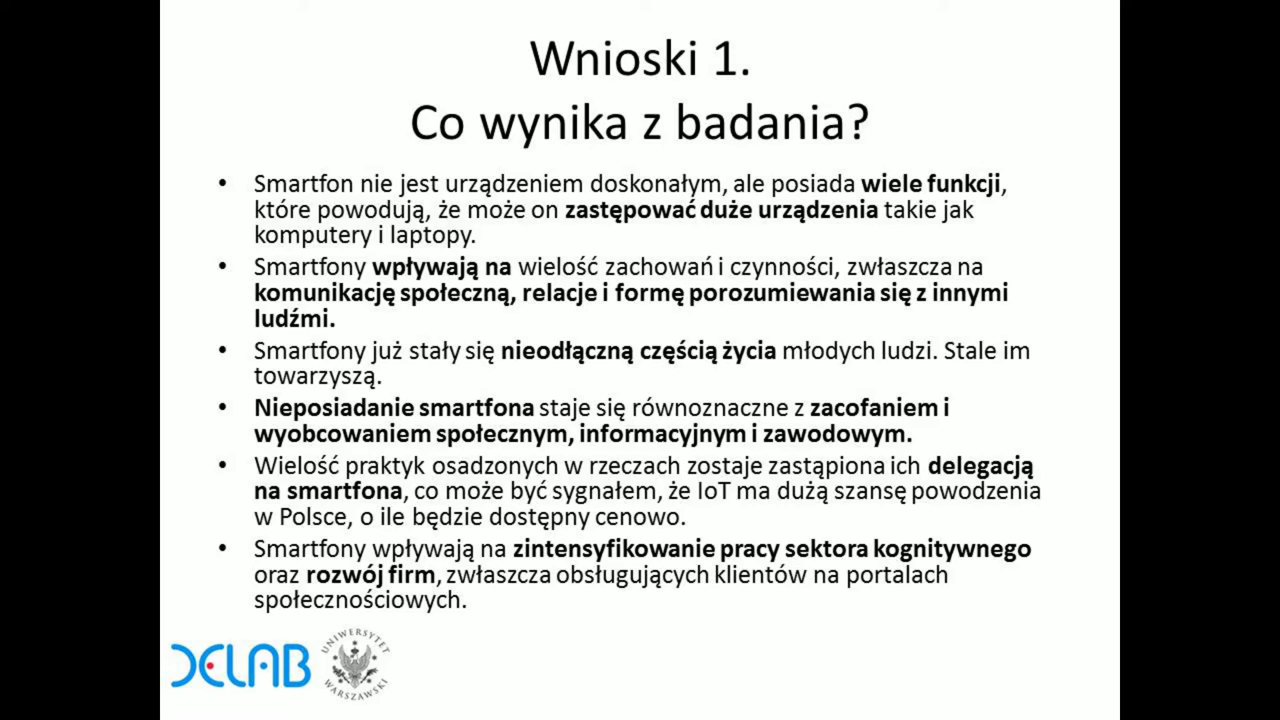 Wnioski 1.
Co wynika z badania?
• Smartfon nie jest urządzeniem doskonałym, ale posiada wiele funkcji,
które powodują, że może on zastępować duże urządzenia takie jak
komputery i laptopy.
• Smartfony wpływają na wielość zachowań i czynności, zwłaszcza na
komunikację społeczną, relacje i formę porozumiewania się z innymi
ludźmi.
• Smartfony już stały się nieodłączną częścią życia młodych ludzi. Stale im
towarzyszą.
• Nieposiadanie smartfona staje się równoznaczne z zacofaniem i
wyobcowaniem społecznym, informacyjnym i zawodowym.
• Wielość praktyk osadzonych w rzeczach zostaje zastąpiona ich delegacją
na smartfona, co może być sygnałem, że IoT ma dużą szansę powodzenia
w Polsce, o ile będzie dostępny cenowo.
• Smartfony wpływają na zintensyfikowanie pracy sektora kognitywnego
oraz rozwój firm, zwłaszcza obsługujących klientów na portalach
społecznościowych.
DELAB
UNIWERSYTET
WARSZAWSKI